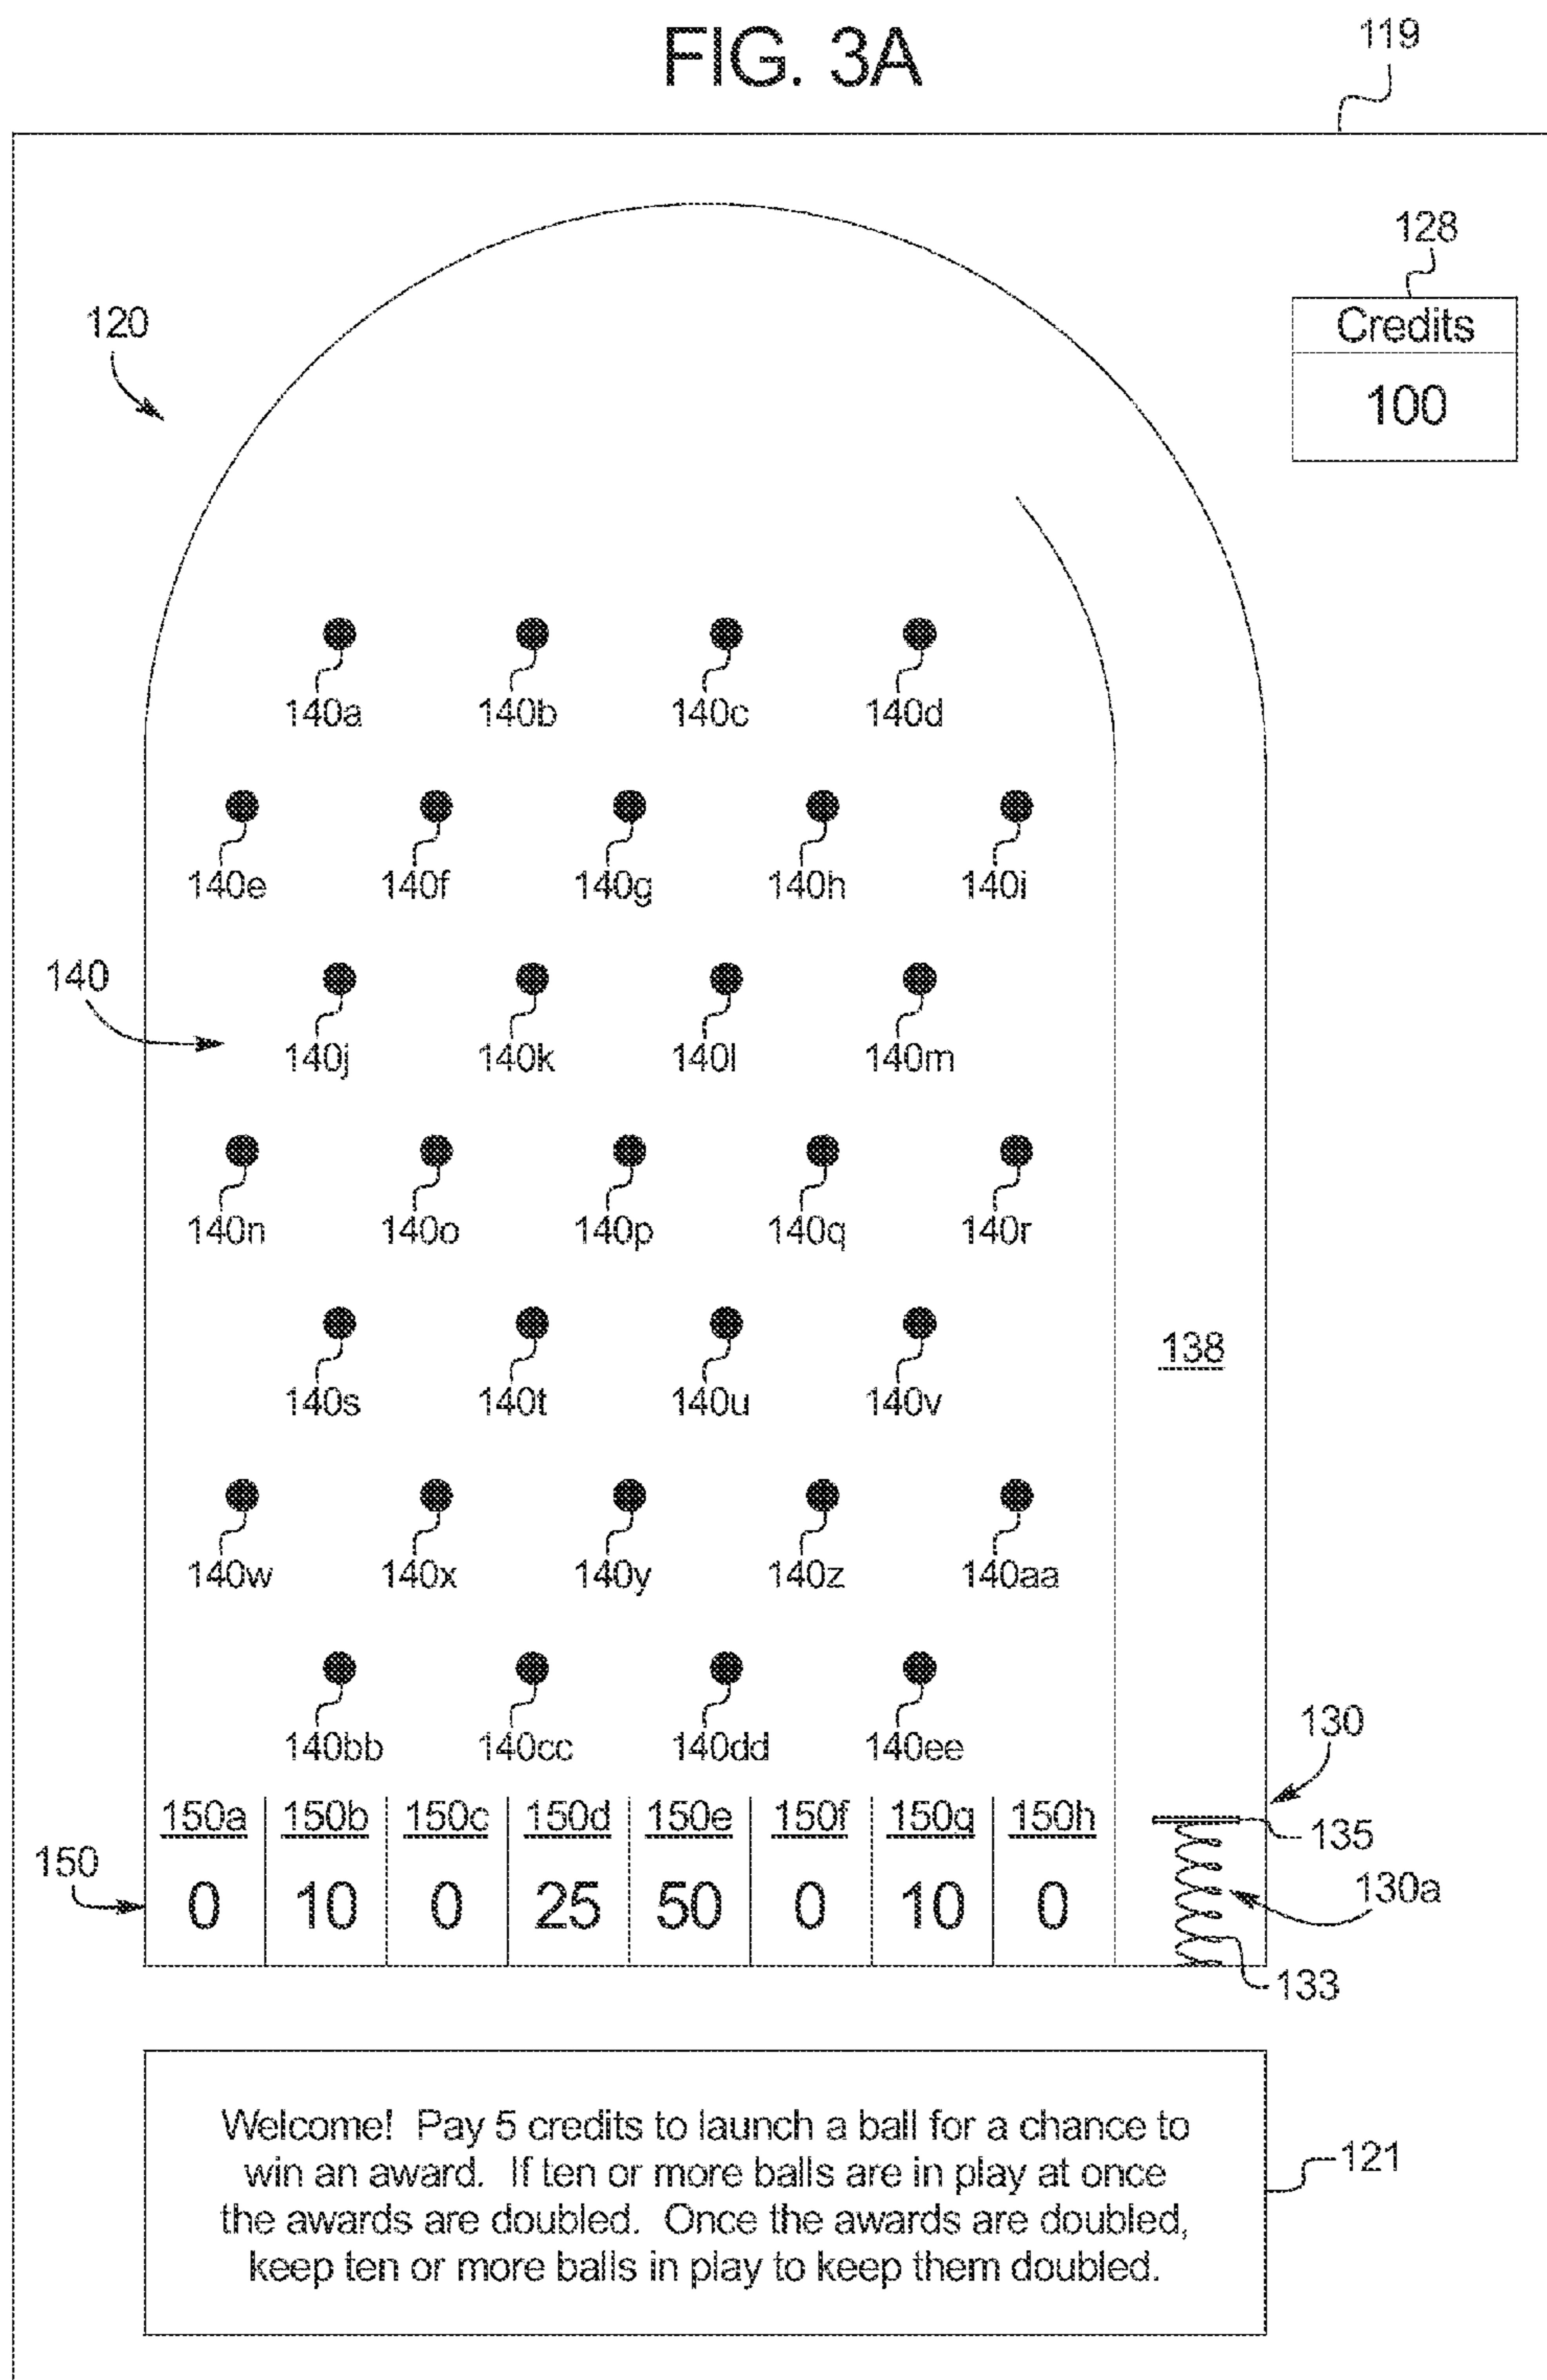 FIG. 3A
119
128
Credits
100
120
140a 140b 140c 140d
140e 140f 140g 140h 140i
140
140j 140k 140l 140m
140n 140o 140p 140q 140r
140s 140t 140u 140v
138
140w 140x 140y 140z 140aa
140bb 140cc 140dd 140ee
130
150a 150b 150c 150d 150e 150f 150g 150h
135
150
0 10 0 25 50 0 10 0
130a
133
Welcome! Pay 5 credits to launch a ball for a chance to
win an award. If ten or more balls are in play at once
the awards are doubled. Once the awards are doubled,
keep ten or more balls in play to keep them doubled.
121